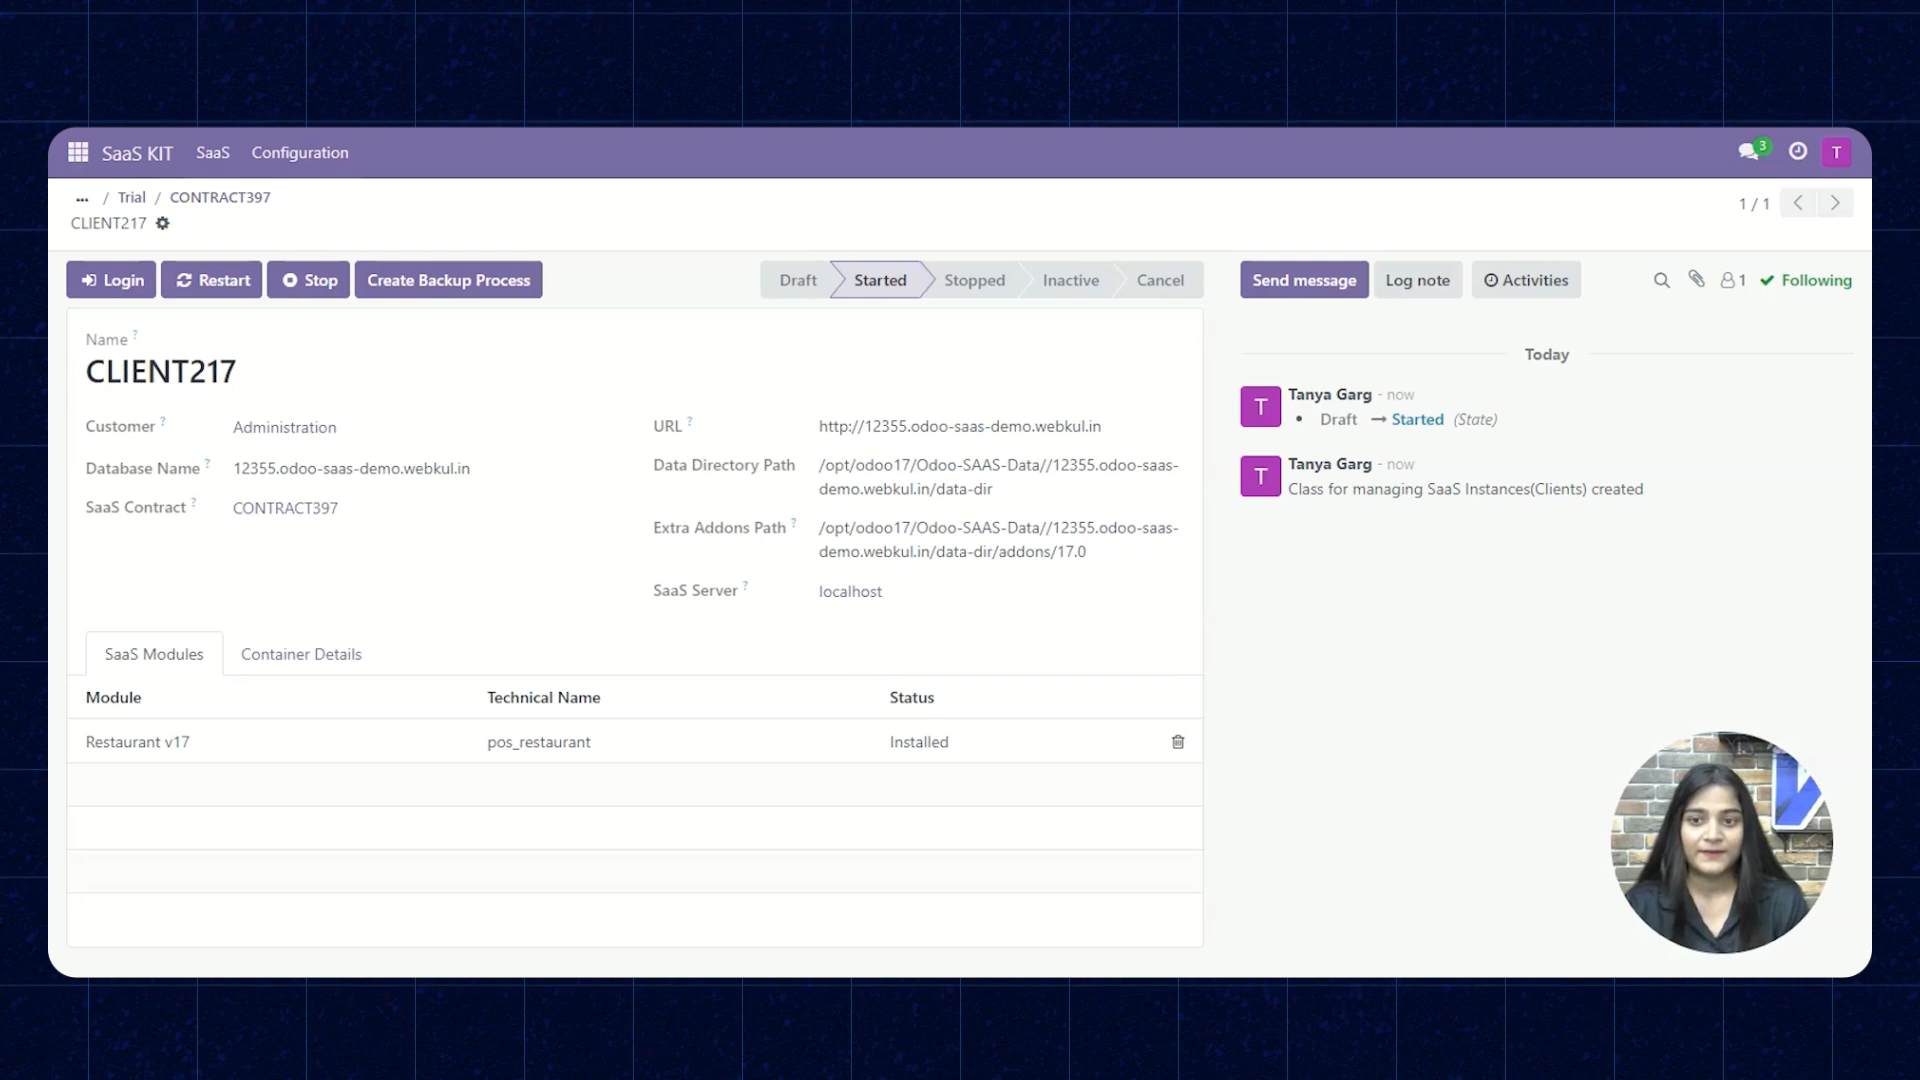 SaaS KIT SaaS Configuration 3 T
... / Trial / CONTRACT397
CLIENT217
1 / 1
Login Restart Stop Create Backup Process
Draft Started Stopped Inactive Cancel
Send message Log note Activities 1 Following
Name ?
CLIENT217
Customer ? Administration
Database Name ? 12355.odoo-saas-demo.webkul.in
SaaS Contract ? CONTRACT397
URL ? http://12355.odoo-saas-demo.webkul.in
Data Directory Path /opt/odoo17/Odoo-SAAS-Data//12355.odoo-saas-
demo.webkul.in/data-dir
Extra Addons Path ? /opt/odoo17/Odoo-SAAS-Data//12355.odoo-saas-
demo.webkul.in/data-dir/addons/17.0
SaaS Server ? localhost
SaaS Modules Container Details
Module Technical Name Status
Restaurant v17 pos_restaurant Installed
Today
T Tanya Garg - now
• Draft → Started (State)
T Tanya Garg - now
Class for managing SaaS Instances(Clients) created